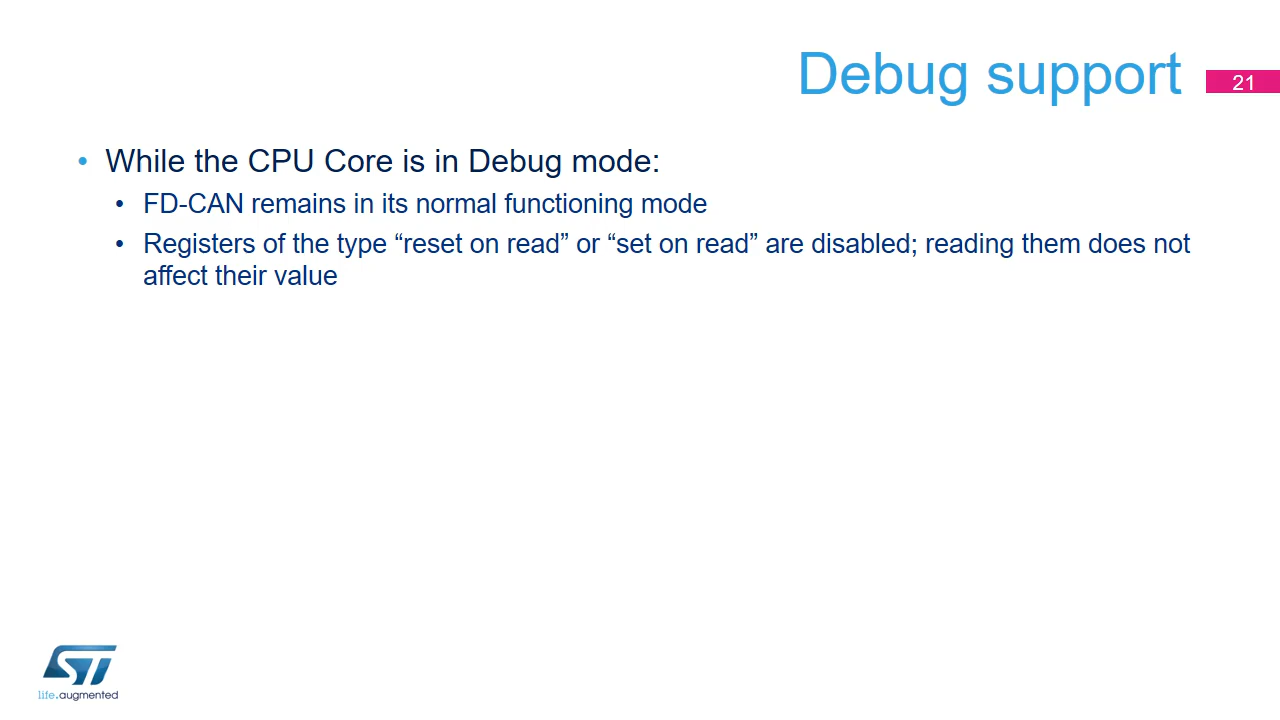 Debug support
21
• While the CPU Core is in Debug mode:
• FD-CAN remains in its normal functioning mode
• Registers of the type “reset on read” or “set on read” are disabled; reading them does not
affect their value
ST
life.augmented